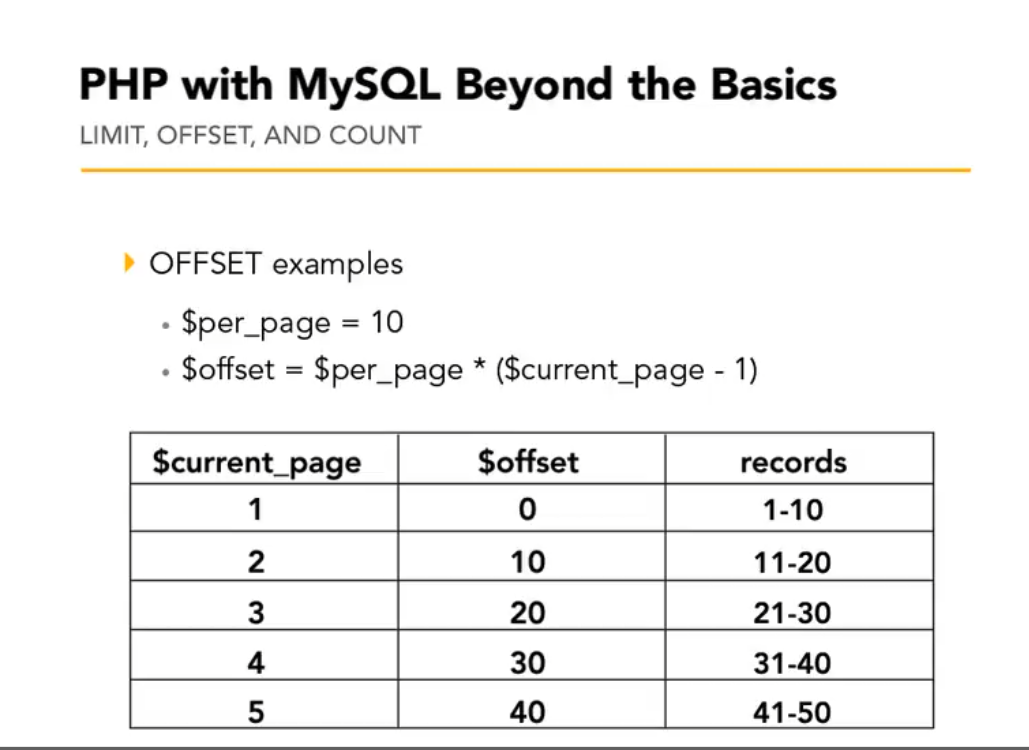 PHP with MySQL Beyond the Basics
LIMIT, OFFSET, AND COUNT
OFFSET examples
$per_page = 10
$offset = $per_page * ($current_page - 1)
$current_page $offset records
1 0 1-10
2 10 11-20
3 20 21-30
4 30 31-40
5 40 41-50